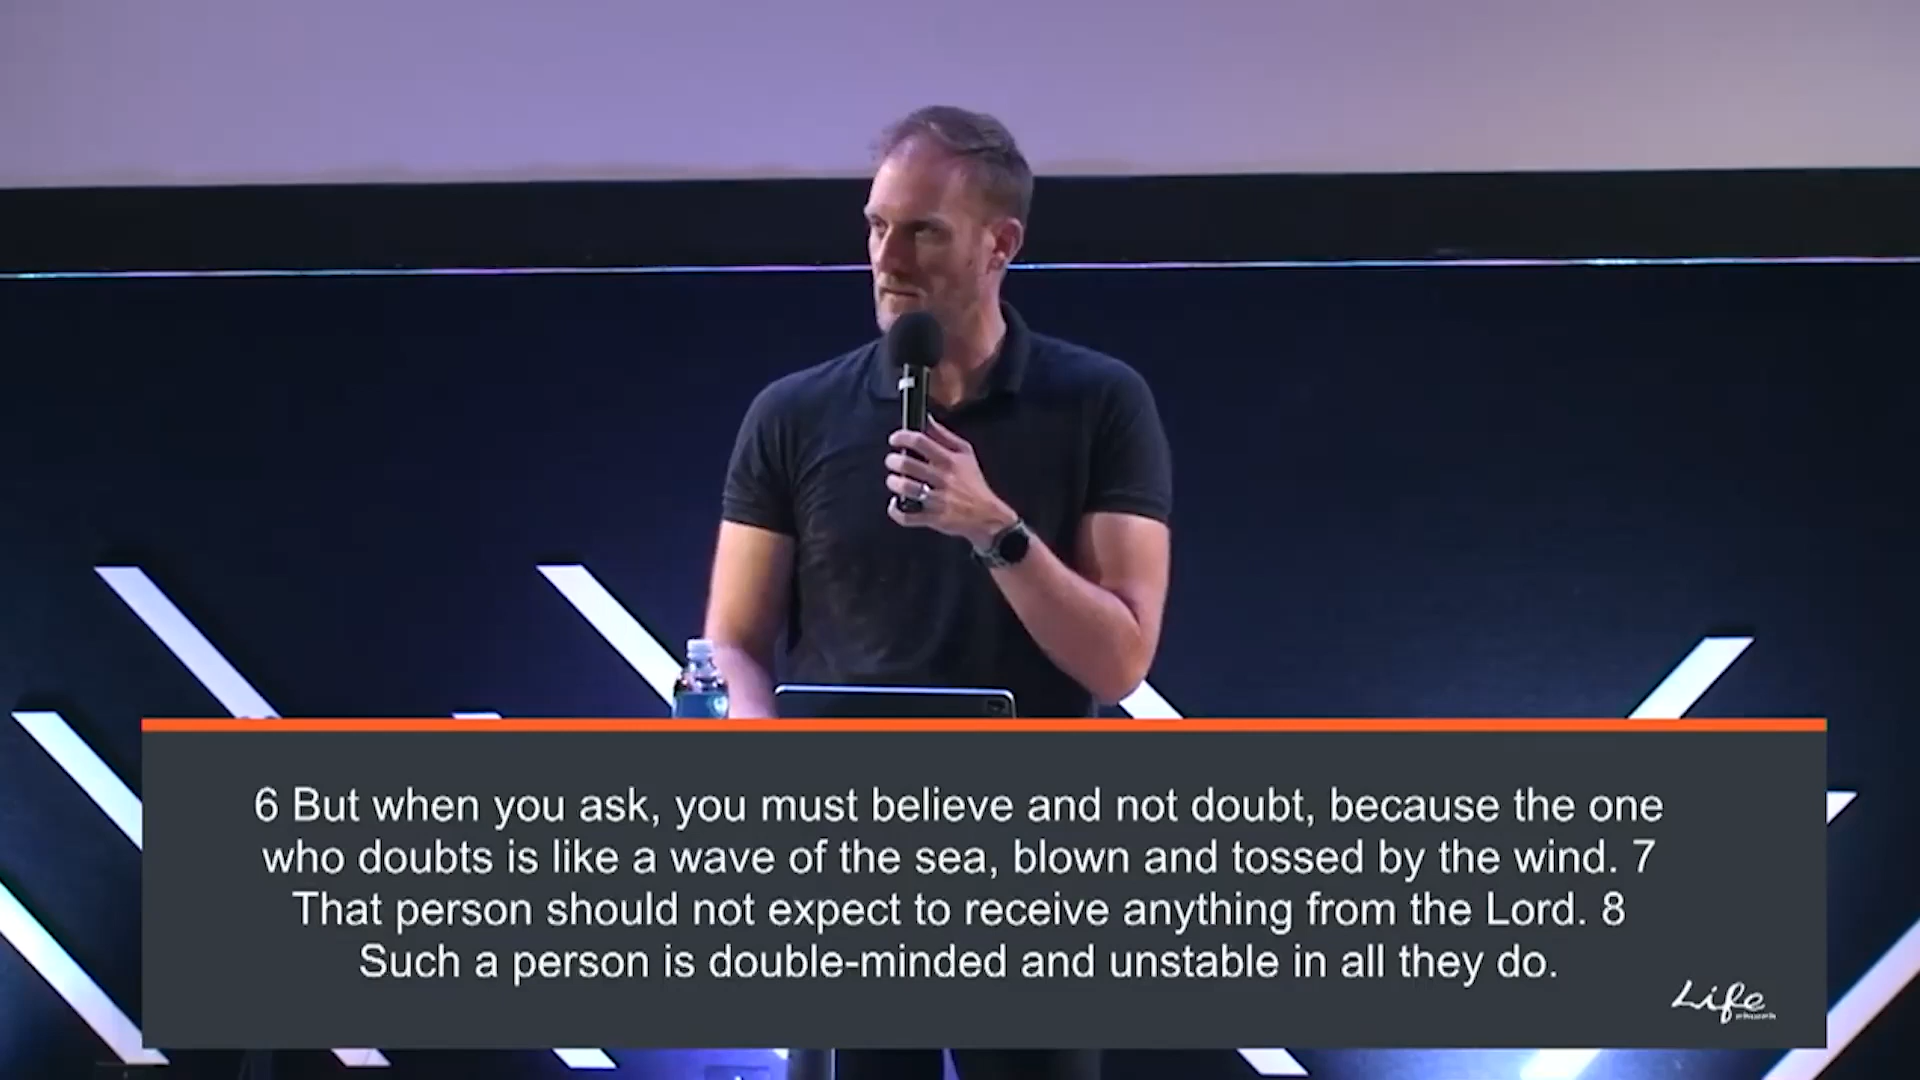 6 But when you ask, you must believe and not doubt, because the one
who doubts is like a wave of the sea, blown and tossed by the wind. 7
That person should not expect to receive anything from the Lord. 8
Such a person is double-minded and unstable in all they do.
Life